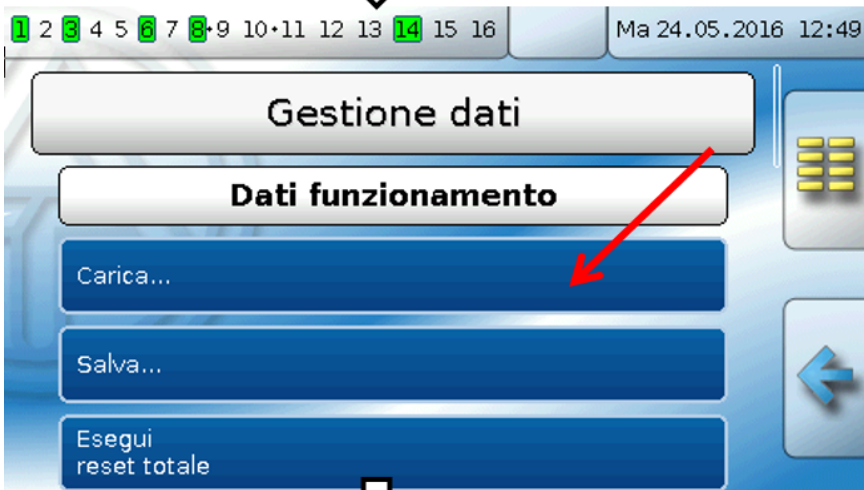 1 2 3 4 5 6 7 8•9 10•11 12 13 14 15 16 Ma 24.05.2016 12:49
Gestione dati
Dati funzionamento
Carica...
Salva...
Esegui
reset totale